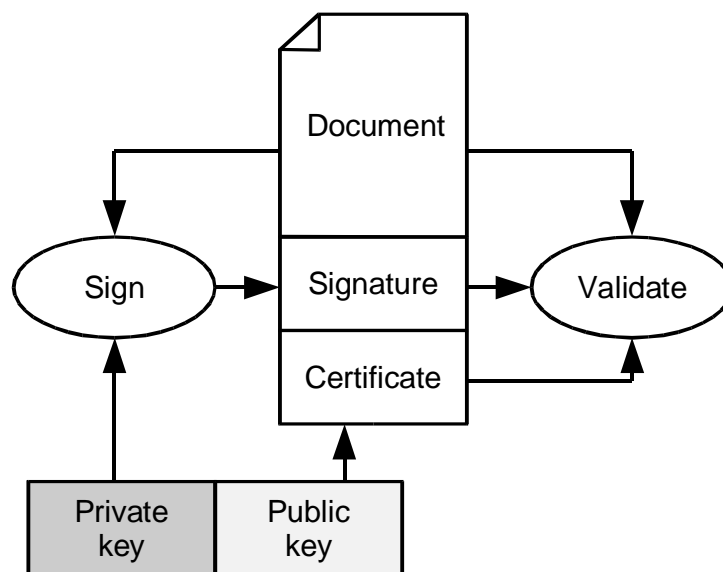 Document
Sign
Signature
Validate
Certificate
Private
key
Public
key